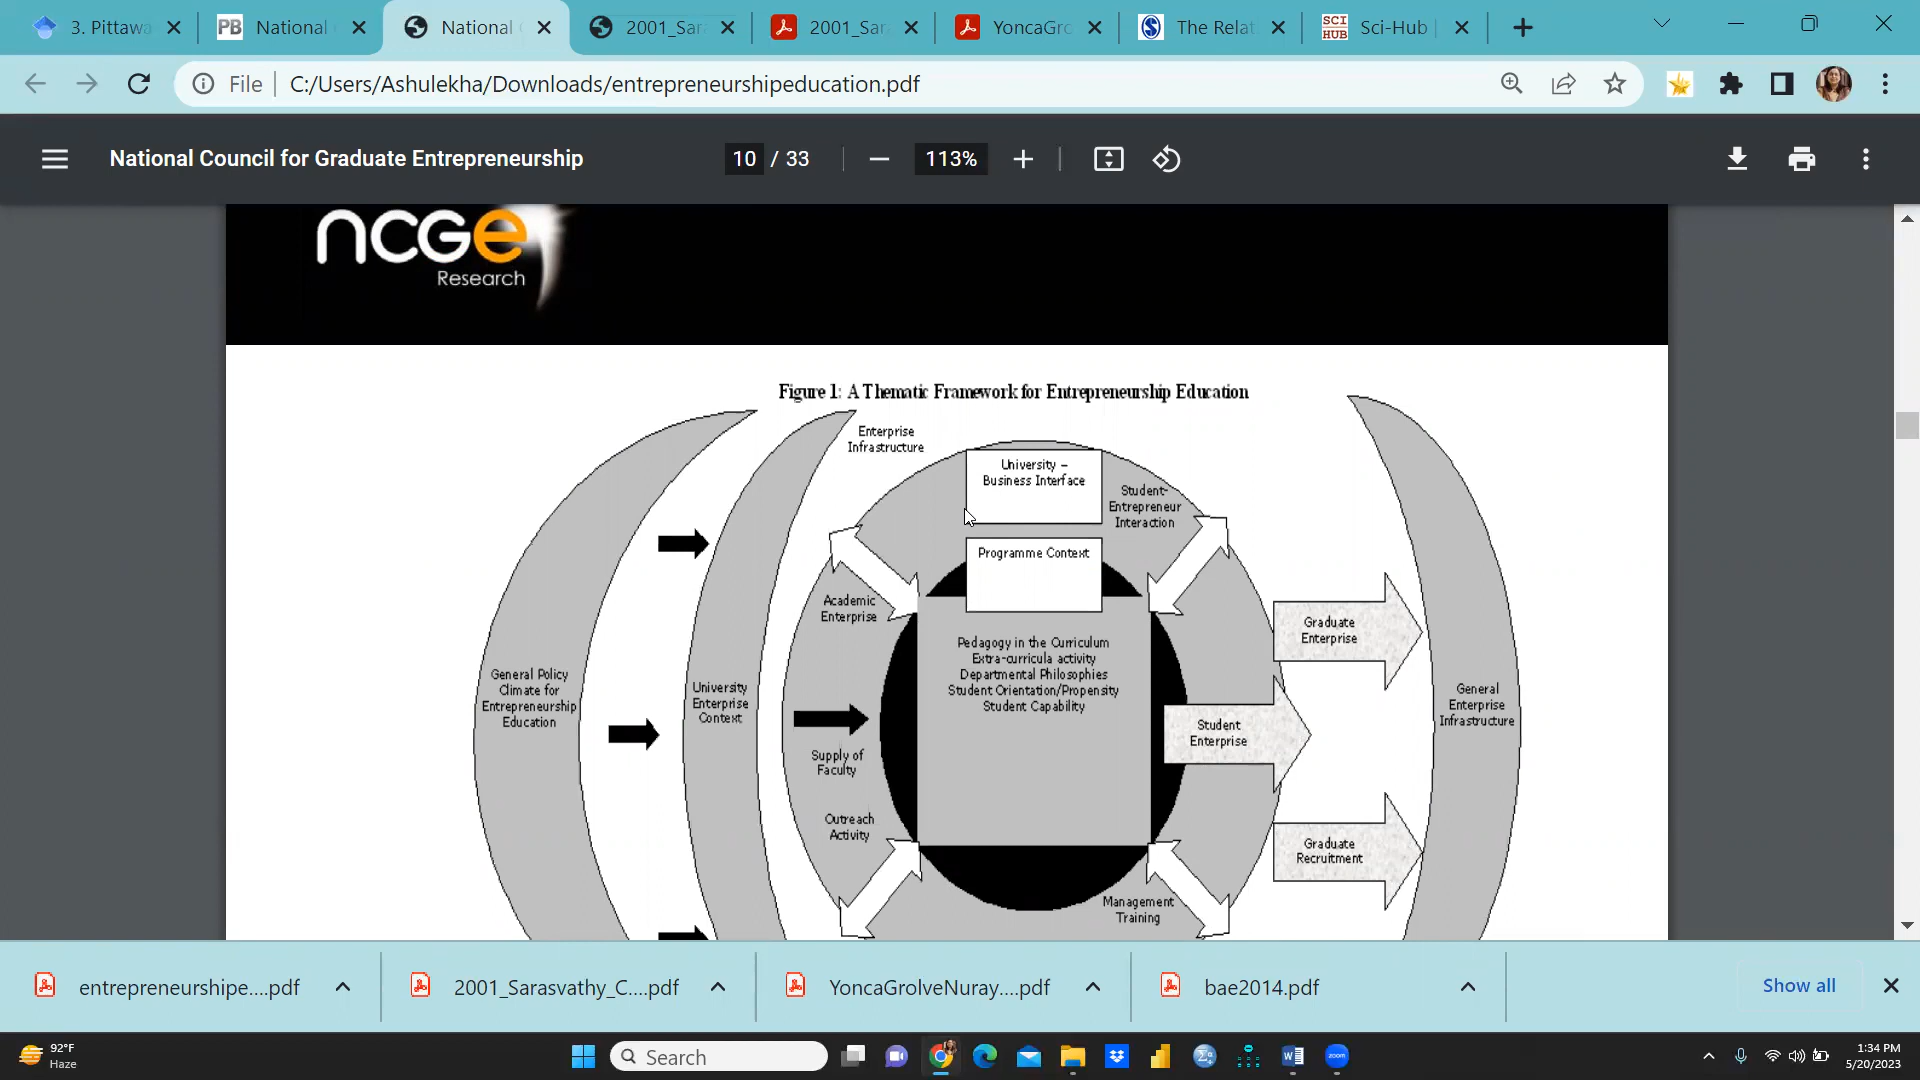 3. Pittawa
National
National
2001_Sar
2001_Sar
YoncaGro
The Relat
SCI HUB
Sci-Hub
File
C:/Users/Ashulekha/Downloads/entrepreneurshipeducation.pdf
National Council for Graduate Entrepreneurship
10 / 33
113%
ncge
Research
Figure 1: A Thematic Framework for Entrepreneurship Education
Enterprise
Infrastructure
University –
Business Interface
Student-
Entrepreneur
Interaction
Programme Context
Academic
Enterprise
Pedagogy in the Curriculum
Extra-curricula activity
Departmental Philosophies
Student Orientation/Propensity
Student Capability
Graduate
Enterprise
General Policy
Climate for
Entrepreneurship
Education
University
Enterprise
Context
General
Enterprise
Infrastructure
Student
Enterprise
Supply of
Faculty
Outreach
Activity
Graduate
Recruitment
Management
Training
entrepreneurshipe....pdf
2001_Sarasvathy_C....pdf
YoncaGrolveNuray....pdf
bae2014.pdf
Show all
92°F
Haze
Search
zoom
1:34 PM
5/20/2023